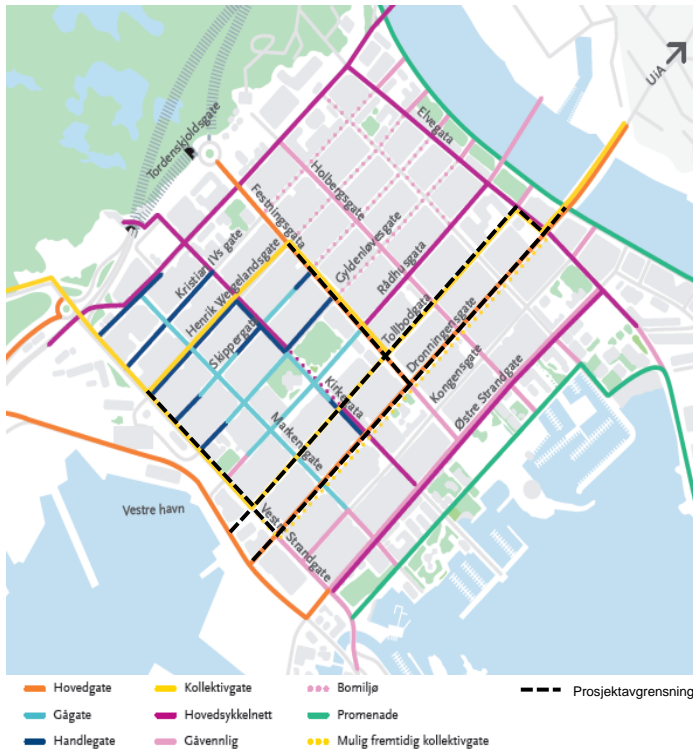 UiA
Tordenskjoldsgate
Elvegata
Holbergsgate
Festningsgata
Kristian IVs gate
Gyldenløvesgate
Henrik Wergelandsgate
Rådhusgata
Skippergata
Tollbodgata
Dronningensgate
Kongensgate
Kirkegata
Østre Strandgate
Markensgate
Vestre havn
Vestre Strandgate
Hovedgate
Kollektivgate
Bomiljø
Prosjektavgrensning
Gågate
Hovedsykkelnett
Promenade
Handlegate
Gåvennlig
Mulig fremtidig kollektivgate